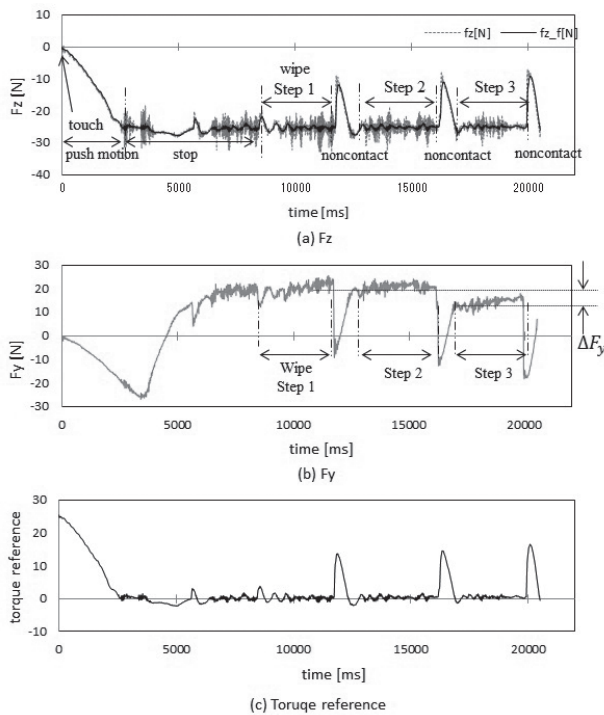 fz[N] fz_f[N]
10
0
-10
-20
-30
-40
Fz [N]
wipe
Step 1
Step 2
Step 3
touch
push motion
stop
noncontact
noncontact
noncontact
0 5000 10000 15000 20000
time [ms]
(a) Fz
30
20
10
0
-10
-20
-30
Fy [N]
Wipe
Step 1
Step 2
Step 3
ΔFy
0 5000 10000 15000 20000
time [ms]
(b) Fy
30
20
10
0
-10
torque reference
0 5000 10000 15000 20000
time [ms]
(c) Toruqe reference